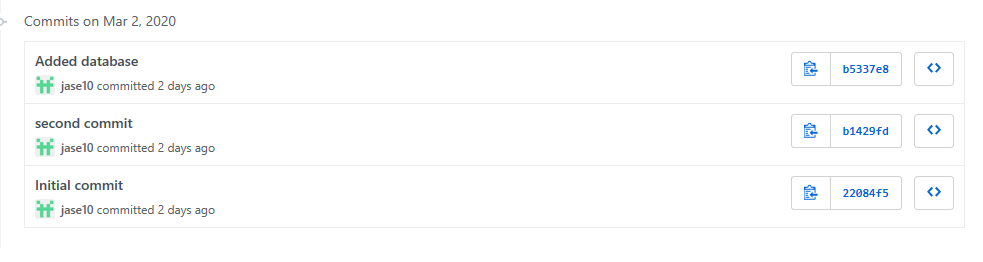 Commits on Mar 2, 2020
Added database
jase10 committed 2 days ago
b5337e8
second commit
jase10 committed 2 days ago
b1429fd
Initial commit
jase10 committed 2 days ago
22084f5